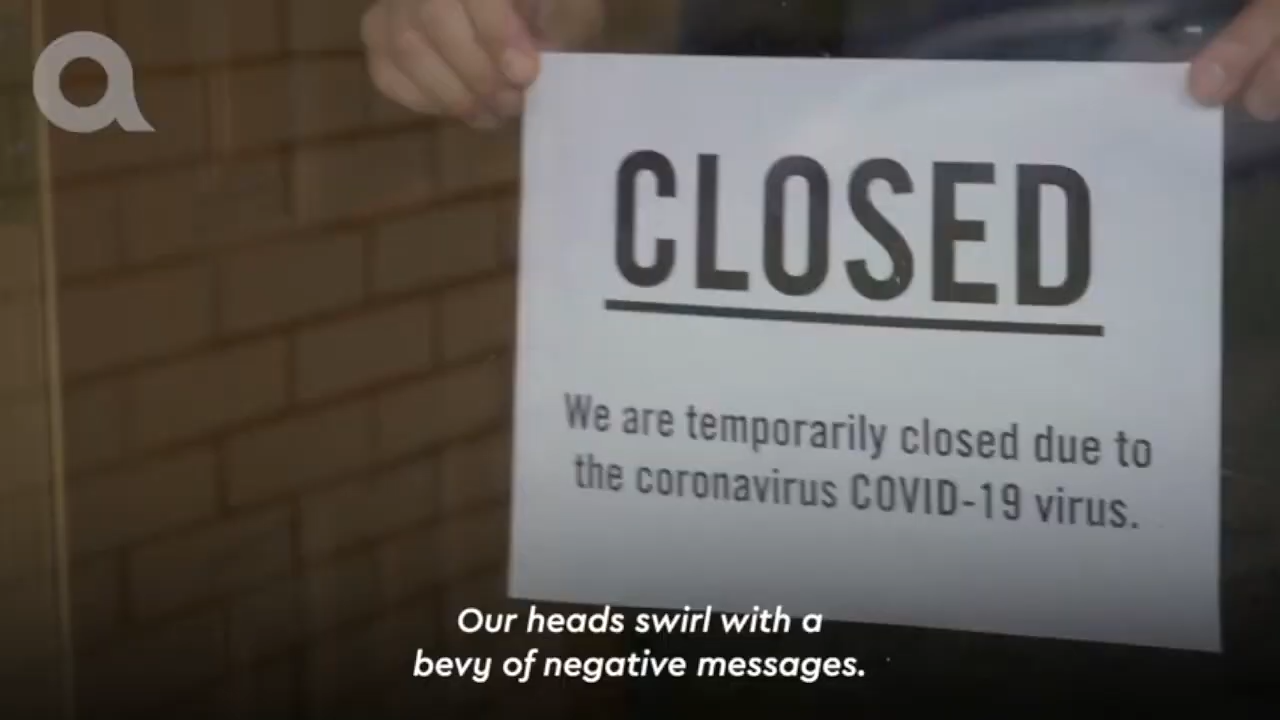 CLOSED
We are temporarily closed due to
the coronavirus COVID-19 virus.
Our heads swirl with a
bevy of negative messages.